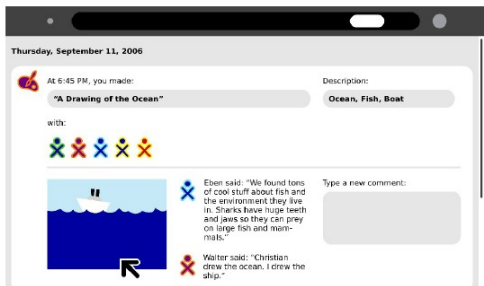 Thursday, September 11, 2006
At 6:45 PM, you made:
Description:
"A Drawing of the Ocean"
Ocean, Fish, Boat
with:
Eben said: "We found tons
of cool stuff about fish and
the environment they live
in. Sharks have huge teeth
and jaws so they can prey
on large fish and mam-
mals."
Type a new comment:
Walter said: "Christian
drew the ocean. I drew the
ship."